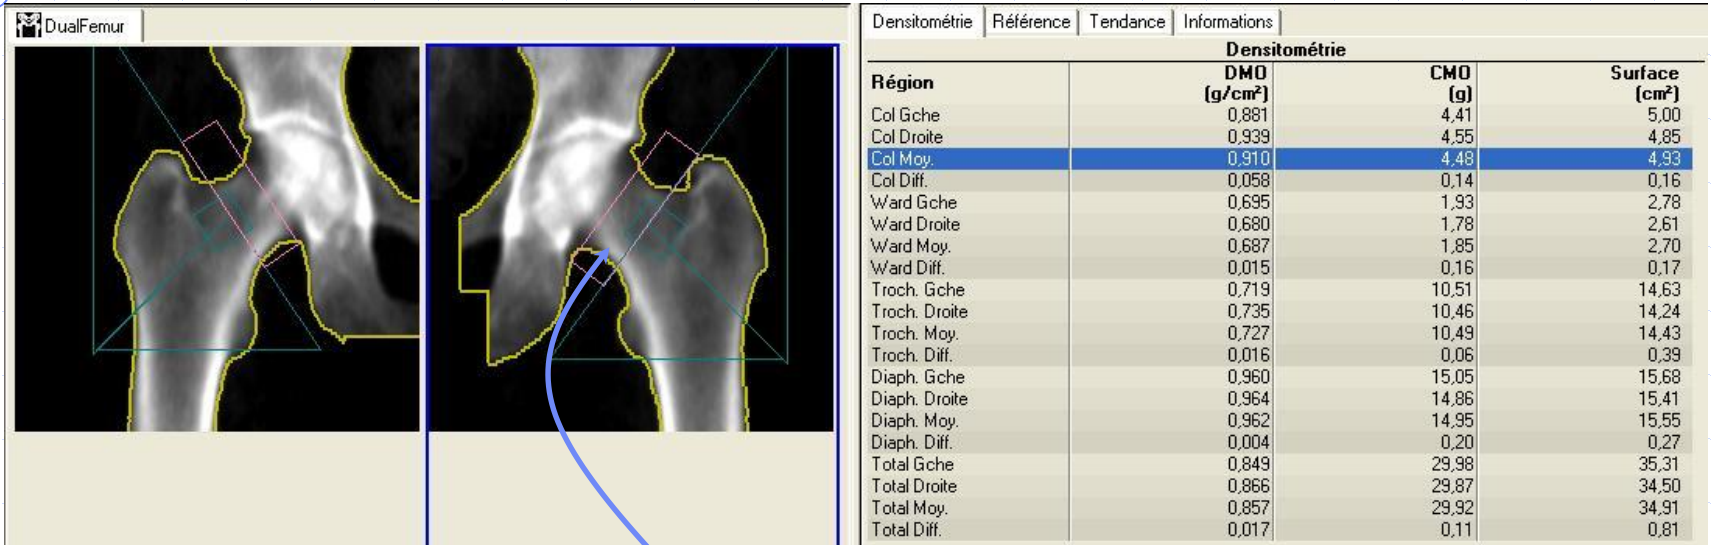 DualFemur
Densitométrie Référence Tendance Informations
Densitométrie
Région DMO (g/cm²) CMO (g) Surface (cm²)
Col Gche 0,881 4,41 5,00
Col Droite 0,939 4,55 4,85
Col Moy. 0,910 4,48 4,93
Col Diff. 0,058 0,14 0,16
Ward Gche 0,695 1,93 2,78
Ward Droite 0,680 1,78 2,61
Ward Moy. 0,687 1,85 2,70
Ward Diff. 0,015 0,16 0,17
Troch. Gche 0,719 10,51 14,63
Troch. Droite 0,735 10,46 14,24
Troch. Moy. 0,727 10,49 14,43
Troch. Diff. 0,016 0,06 0,39
Diaph. Gche 0,960 15,05 15,68
Diaph. Droite 0,964 14,86 15,41
Diaph. Moy. 0,962 14,95 15,55
Diaph. Diff. 0,004 0,20 0,27
Total Gche 0,849 29,98 35,31
Total Droite 0,866 29,87 34,50
Total Moy. 0,857 29,92 34,91
Total Diff. 0,017 0,11 0,81